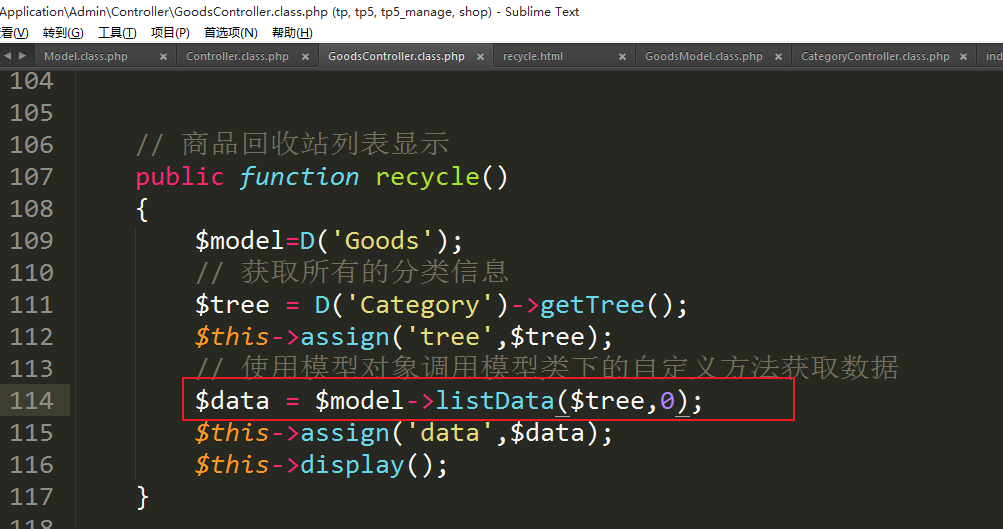 Application\Admin\Controller\GoodsController.class.php (tp, tp5, tp5_manage, shop) - Sublime Text
看(V) 转到(G) 工具(T) 项目(P) 首选项(N) 帮助(H)
Model.class.php × Controller.class.php × GoodsController.class.php × recycle.html × GoodsModel.class.php × CategoryController.class.php × ind
104
105
106 // 商品回收站列表显示
107 public function recycle()
108 {
109 $model=D('Goods');
110 // 获取所有的分类信息
111 $tree = D('Category')->getTree();
112 $this->assign('tree',$tree);
113 // 使用模型对象调用模型类下的自定义方法获取数据
114 $data = $model->listData($tree,0);
115 $this->assign('data',$data);
116 $this->display();
117 }
118